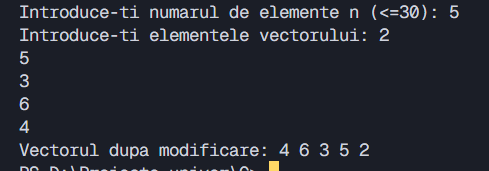 Introduce-ti numarul de elemente n (<=30): 5
Introduce-ti elementele vectorului: 2
5
3
6
4
Vectorul dupa modificare: 4 6 3 5 2